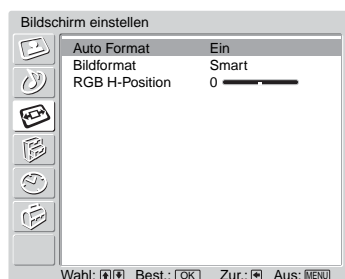 Bildschirm einstellen
Auto Format Ein
Bildformat Smart
RGB H-Position 0
Wahl: Best.: OK Zur.: Aus: MENU